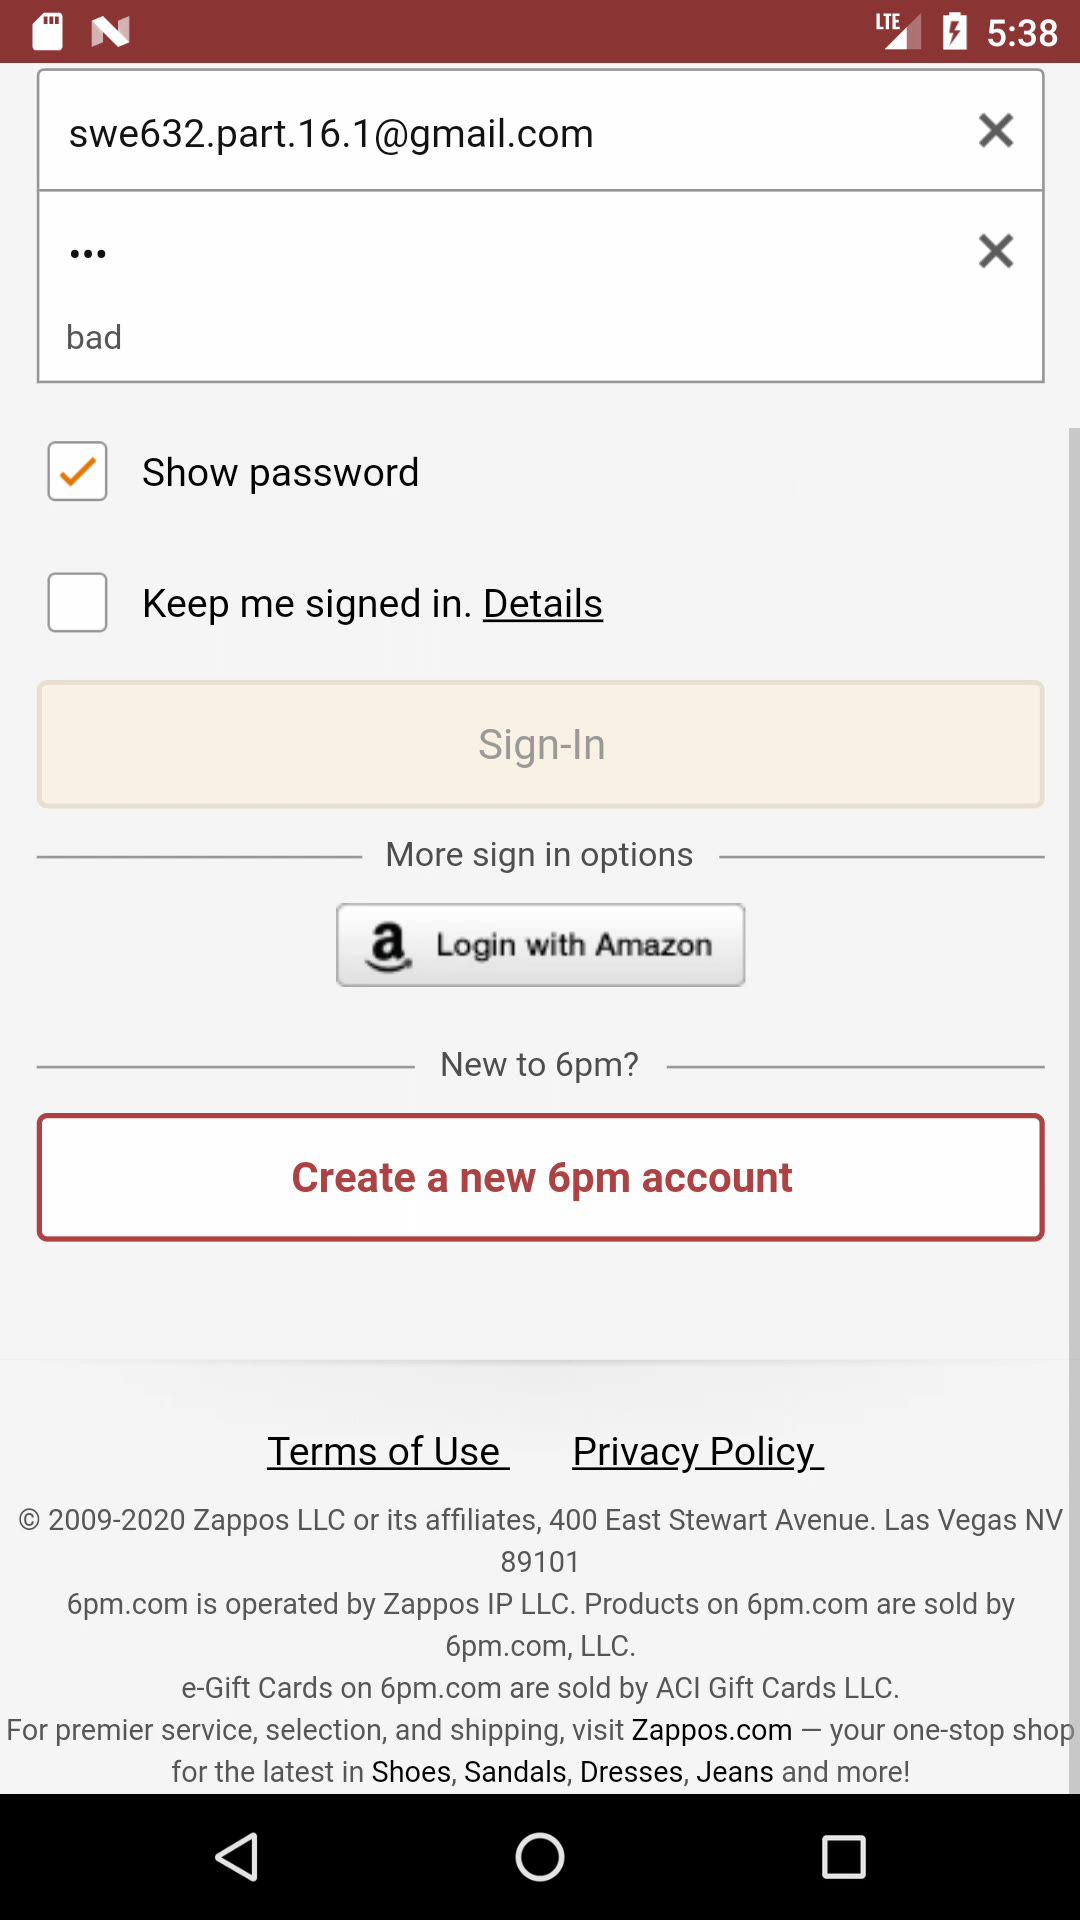 LTE 5:38
swe632.part.16.1@gmail.com
•••
bad
Show password
Keep me signed in. Details
Sign-In
More sign in options
a Login with Amazon
New to 6pm?
Create a new 6pm account
Terms of Use Privacy Policy
© 2009-2020 Zappos LLC or its affiliates, 400 East Stewart Avenue. Las Vegas NV
89101
6pm.com is operated by Zappos IP LLC. Products on 6pm.com are sold by
6pm.com, LLC.
e-Gift Cards on 6pm.com are sold by ACI Gift Cards LLC.
For premier service, selection, and shipping, visit Zappos.com — your one-stop shop
for the latest in Shoes, Sandals, Dresses, Jeans and more!